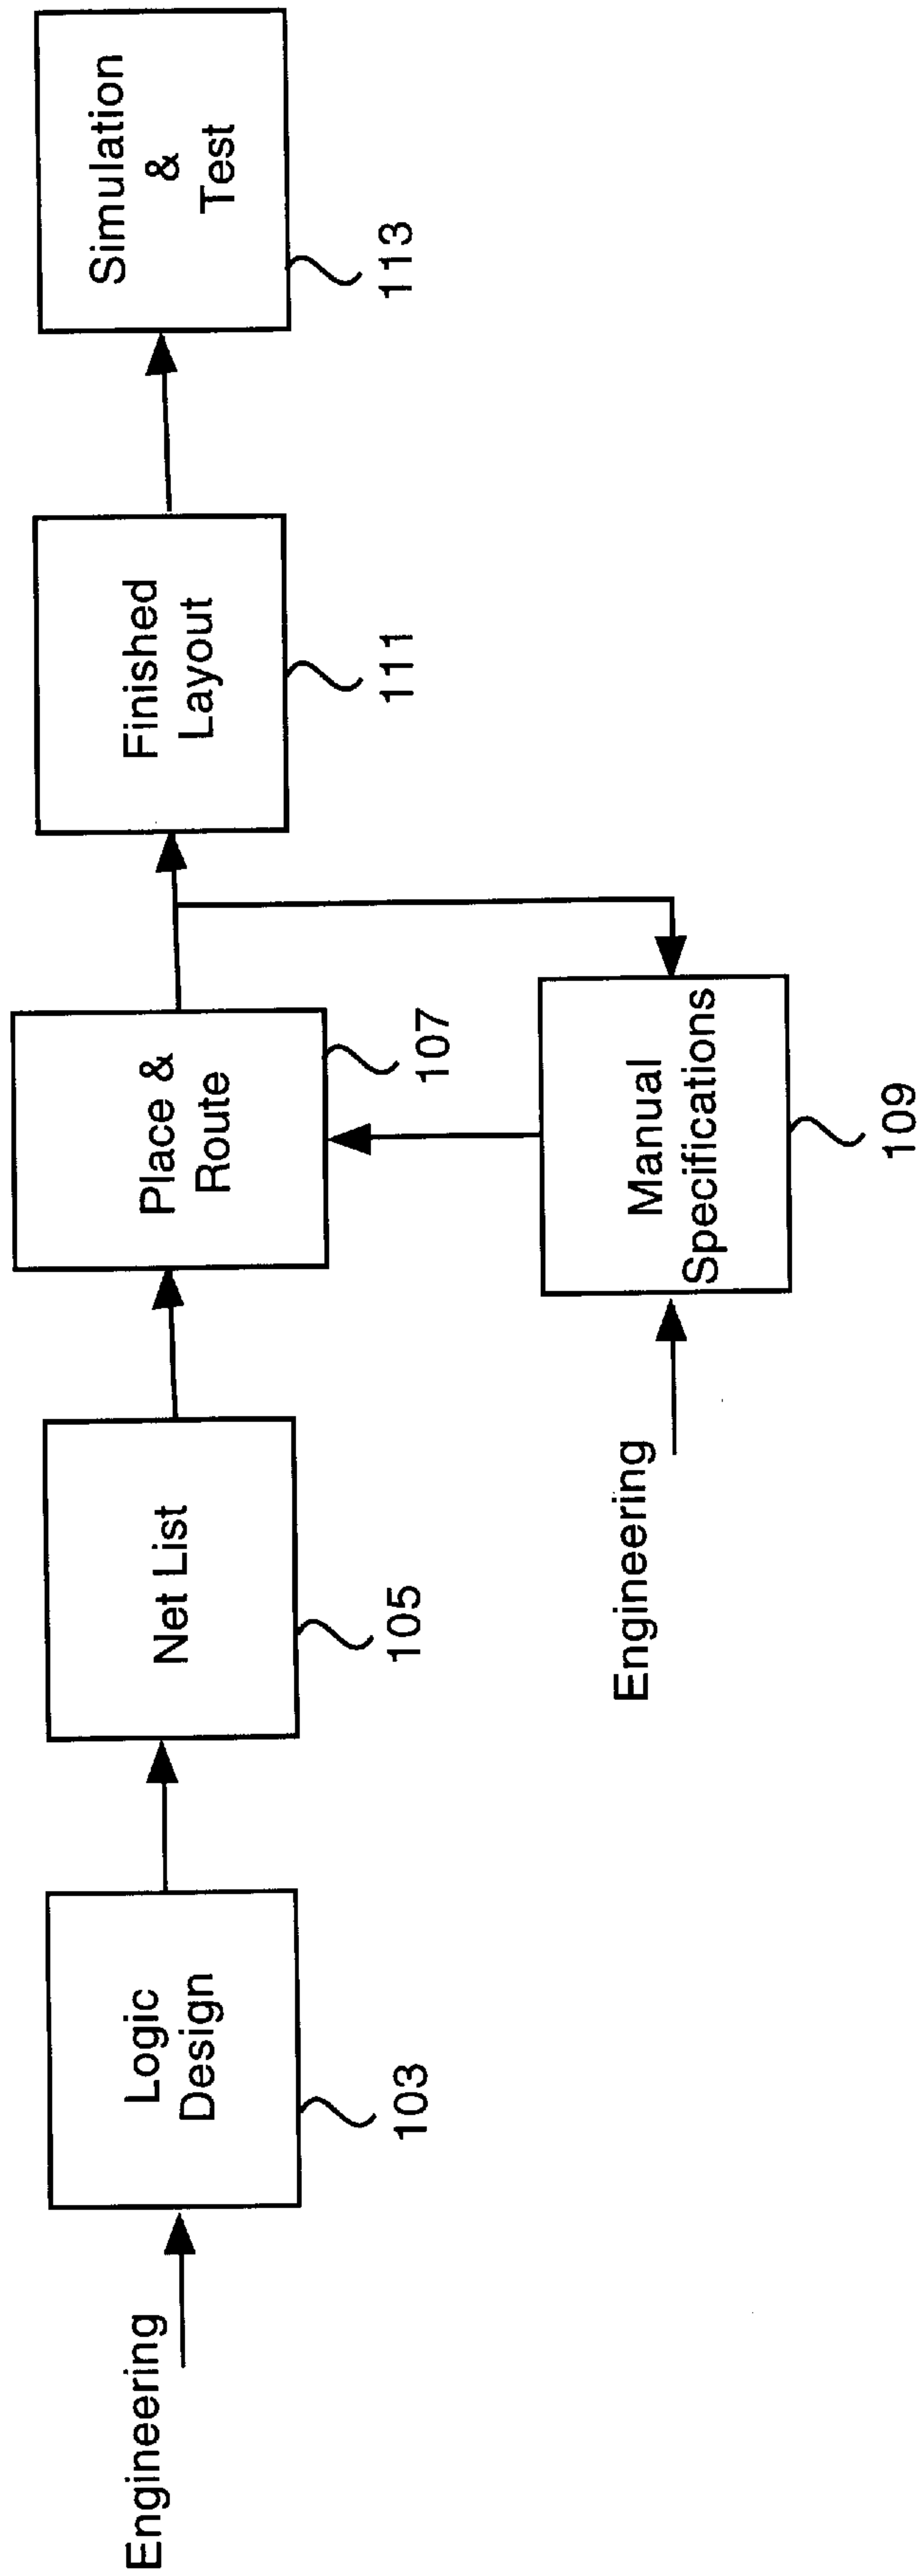 Engineering
Logic
Design
103
Net List
105
Place &
Route
107
Finished
Layout
111
Simulation
&
Test
113
Engineering
Manual
Specifications
109